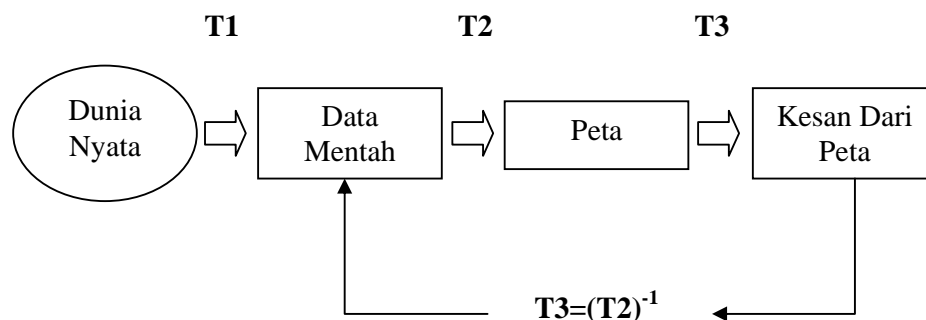 T1 T2 T3
Dunia
Nyata
Data
Mentah
Peta
Kesan Dari
Peta
T3=(T2)⁻¹